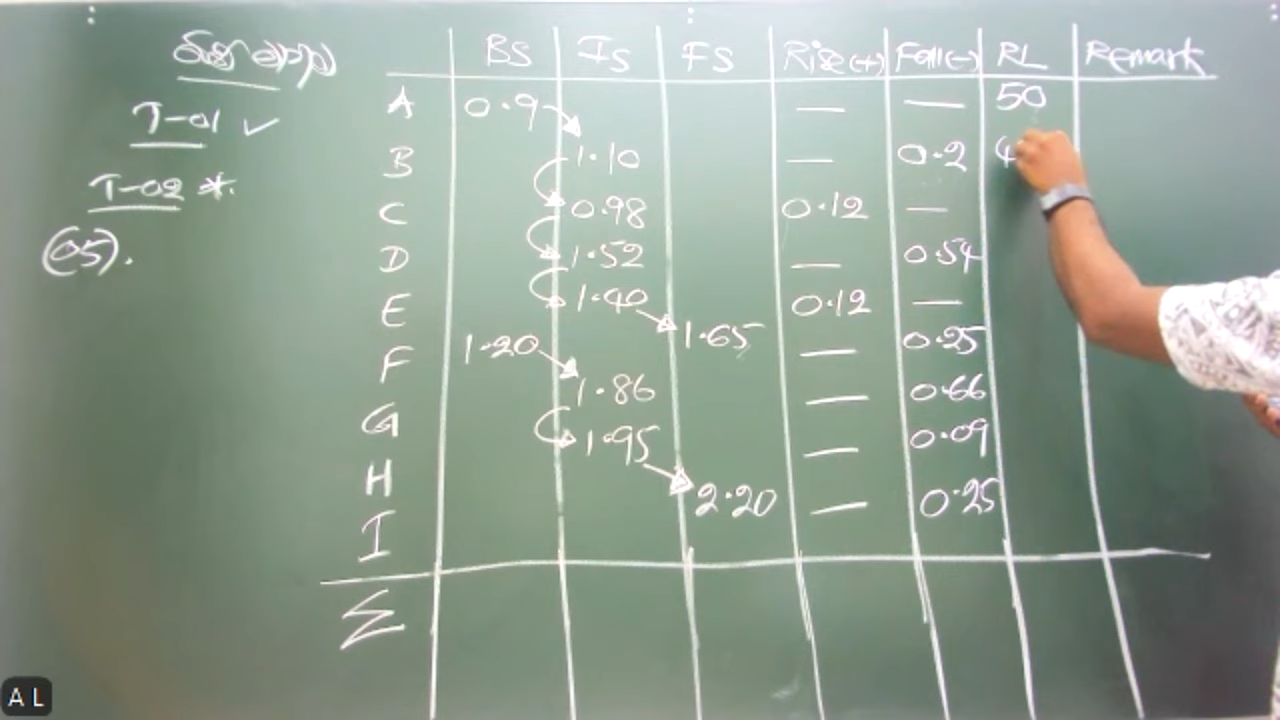 BS IS FS Rise(+) Fall(-) RL Remark
T-01 ✓
A 0.9 — — 50
B 1.10 — 0.2 4
T-02 *.
C 0.98 0.12 —
(05).
D 1.52 — 0.54
E 1.40 0.12 —
F 1.20 1.65 — 0.25
G 1.86 — 0.66
H 1.95 — 0.09
I 2.20 — 0.25
Σ
A L